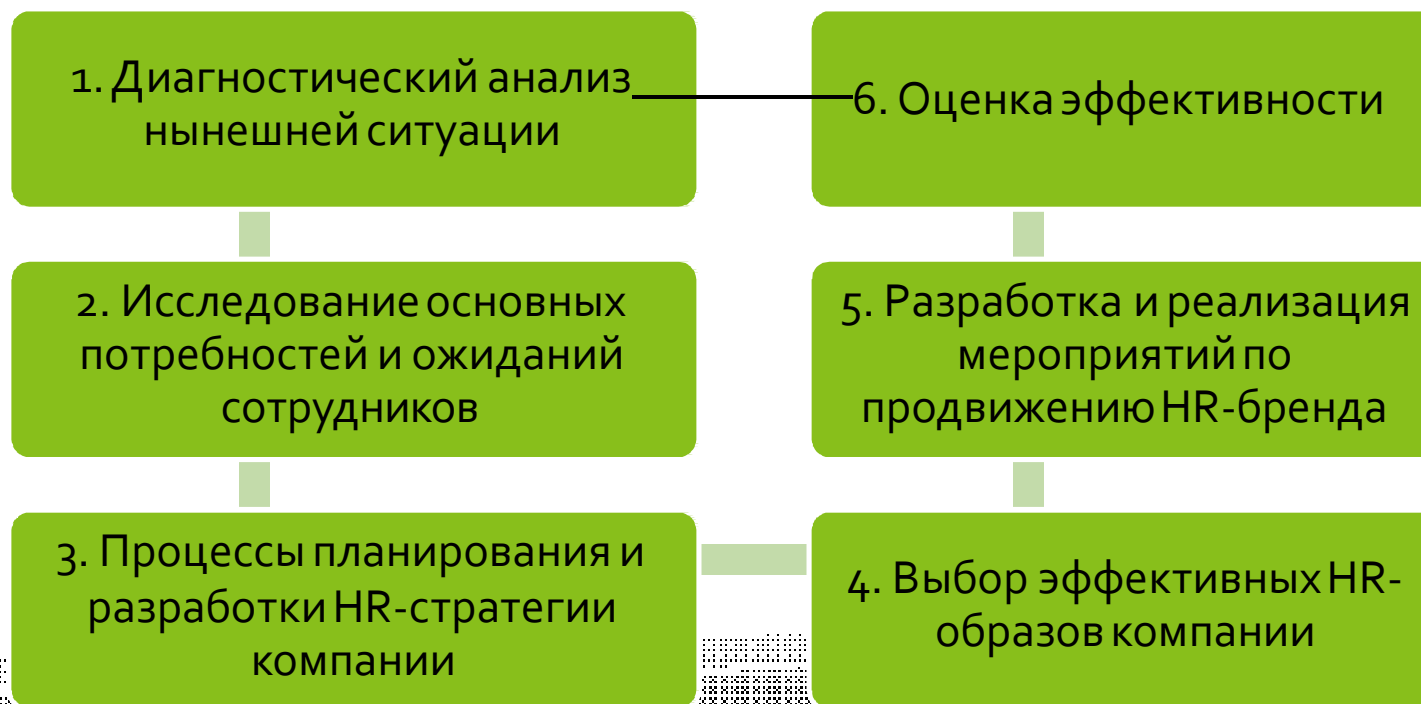 1. Диагностический анализ
нынешней ситуации
2. Исследование основных
потребностей и ожиданий
сотрудников
3. Процессы планирования и
разработки HR-стратегии
компании
4. Выбор эффективных HR-
образов компании
5. Разработка и реализация
мероприятий по
продвижению HR-бренда
6. Оценка эффективности